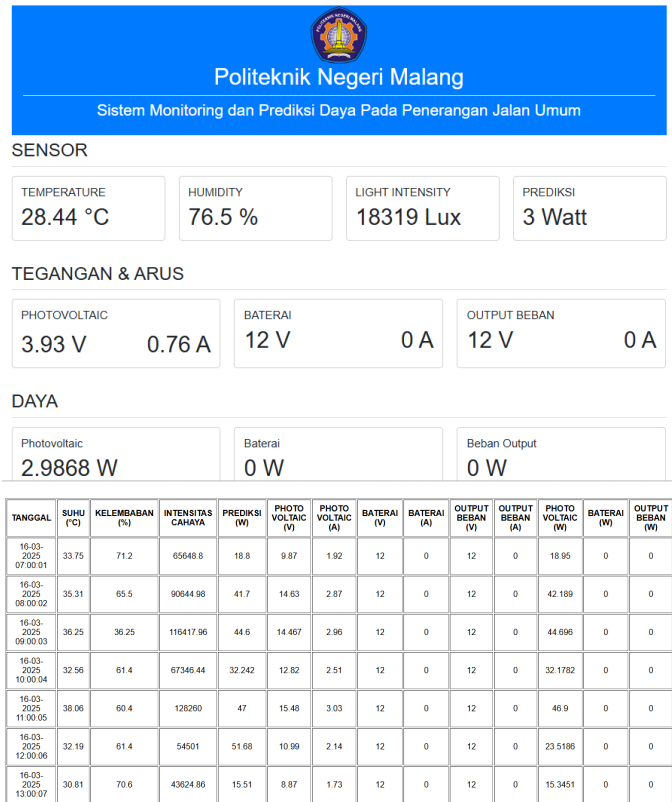 POLITEKNIK NEGERI MALANG
Politeknik Negeri Malang
Sistem Monitoring dan Prediksi Daya Pada Penerangan Jalan Umum
SENSOR
TEMPERATURE HUMIDITY LIGHT INTENSITY PREDIKSI
28.44 °C 76.5 % 18319 Lux 3 Watt
TEGANGAN & ARUS
PHOTOVOLTAIC BATERAI OUTPUT BEBAN
3.93 V 0.76 A 12 V 0 A 12 V 0 A
DAYA
Photovoltaic Baterai Beban Output
2.9868 W 0 W 0 W
TANGGAL SUHU (°C) KELEMBABAN (%) INTENSITAS CAHAYA PREDIKSI (W) PHOTO VOLTAIC (V) PHOTO VOLTAIC (A) BATERAI (V) BATERAI (A) OUTPUT BEBAN (V) OUTPUT BEBAN (A) PHOTO VOLTAIC (W) BATERAI (W) OUTPUT BEBAN (W)
16-03-2025 07:00:01 33.75 71.2 65648.8 18.8 9.87 1.92 12 0 12 0 18.95 0 0
16-03-2025 08:00:02 35.31 65.5 90644.98 41.7 14.63 2.87 12 0 12 0 42.189 0 0
16-03-2025 09:00:03 36.25 36.25 116417.96 44.6 14.467 2.96 12 0 12 0 44.696 0 0
16-03-2025 10:00:04 32.56 61.4 67346.44 32.242 12.82 2.51 12 0 12 0 32.1782 0 0
16-03-2025 11:00:05 38.06 60.4 128260 47 15.48 3.03 12 0 12 0 46.9 0 0
16-03-2025 12:00:06 32.19 61.4 54501 51.68 10.99 2.14 12 0 12 0 23.5186 0 0
16-03-2025 13:00:07 30.81 70.6 43624.86 15.51 8.87 1.73 12 0 12 0 15.3451 0 0